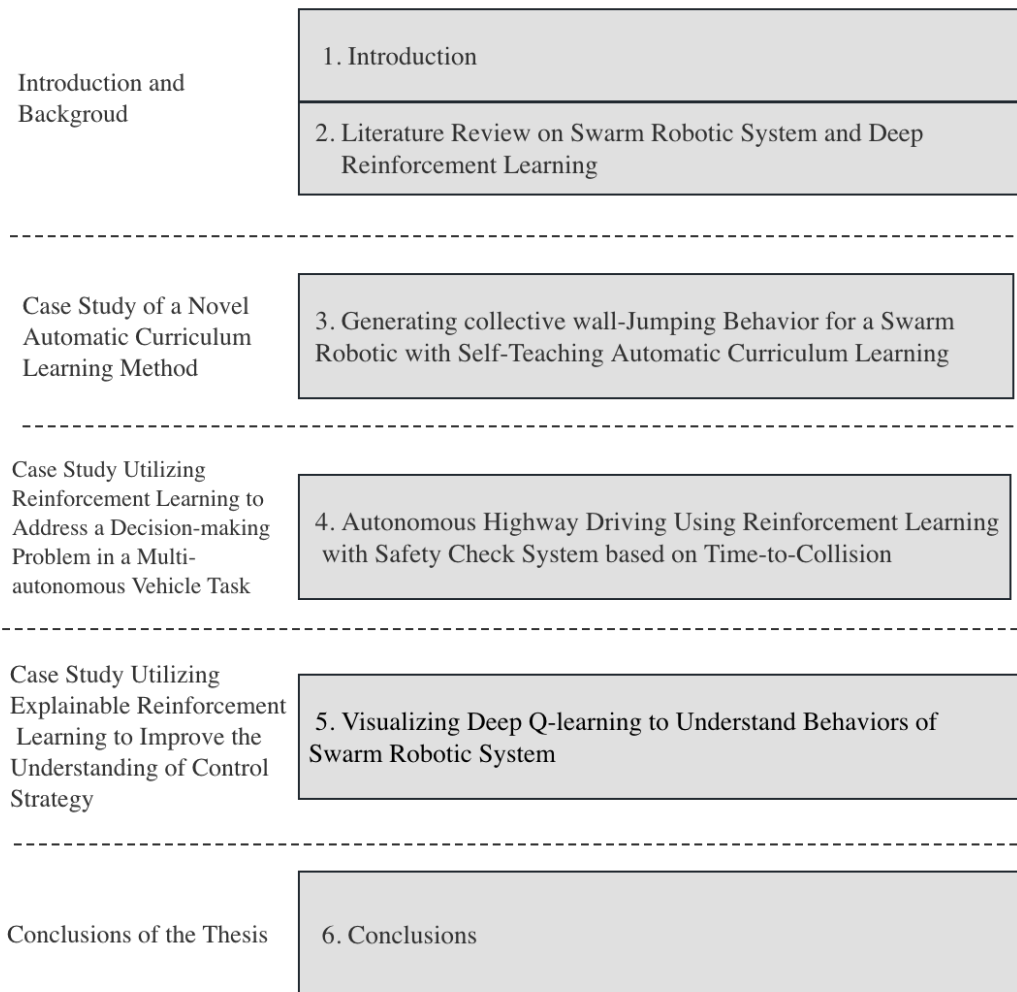 Introduction and
Backgroud
1. Introduction
2. Literature Review on Swarm Robotic System and Deep
Reinforcement Learning
Case Study of a Novel
Automatic Curriculum
Learning Method
3. Generating collective wall-Jumping Behavior for a Swarm
Robotic with Self-Teaching Automatic Curriculum Learning
Case Study Utilizing
Reinforcement Learning to
Address a Decision-making
Problem in a Multi-
autonomous Vehicle Task
4. Autonomous Highway Driving Using Reinforcement Learning
with Safety Check System based on Time-to-Collision
Case Study Utilizing
Explainable Reinforcement
Learning to Improve the
Understanding of Control
Strategy
5. Visualizing Deep Q-learning to Understand Behaviors of
Swarm Robotic System
Conclusions of the Thesis
6. Conclusions